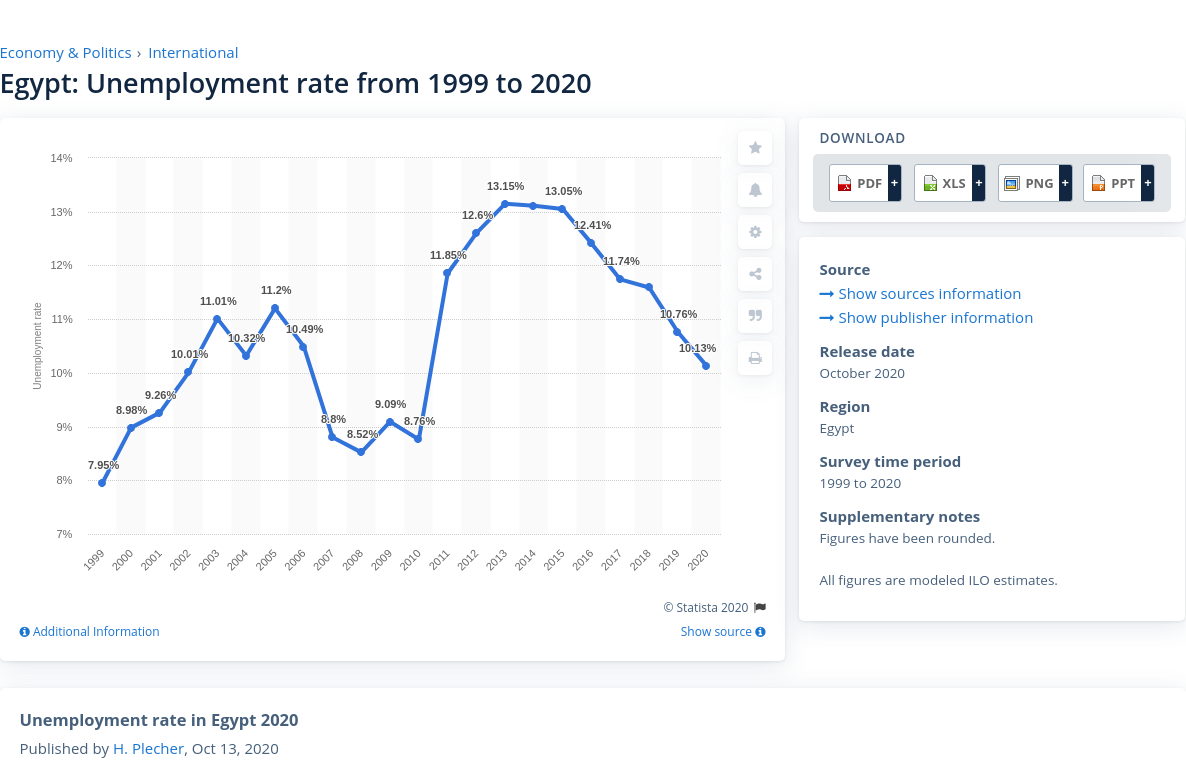 Economy & Politics › International
Egypt: Unemployment rate from 1999 to 2020
14%
13%
12%
11%
10%
9%
8%
7%
Unemployment rate
7.95%
8.98%
9.26%
10.01%
11.01%
10.32%
11.2%
10.49%
8.8%
8.52%
9.09%
8.76%
11.85%
12.6%
13.15%
13.05%
12.41%
11.74%
10.76%
10.13%
1999
2000
2001
2002
2003
2004
2005
2006
2007
2008
2009
2010
2011
2012
2013
2014
2015
2016
2017
2018
2019
2020
© Statista 2020
Additional Information
Show source
DOWNLOAD
PDF +
XLS +
PNG +
PPT +
Source
Show sources information
Show publisher information
Release date
October 2020
Region
Egypt
Survey time period
1999 to 2020
Supplementary notes
Figures have been rounded.
All figures are modeled ILO estimates.
Unemployment rate in Egypt 2020
Published by H. Plecher, Oct 13, 2020